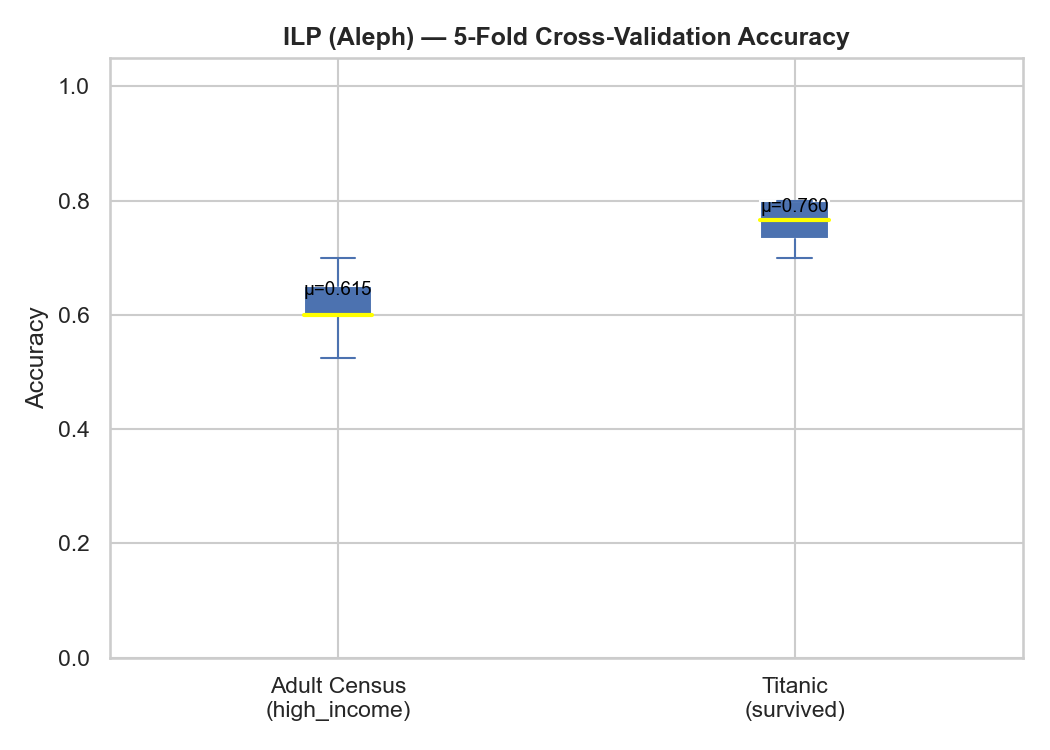 ILP (Aleph) — 5-Fold Cross-Validation Accuracy
1.0
0.8
0.6
0.4
0.2
0.0
Accuracy
μ=0.615
μ=0.760
Adult Census
(high_income)
Titanic
(survived)